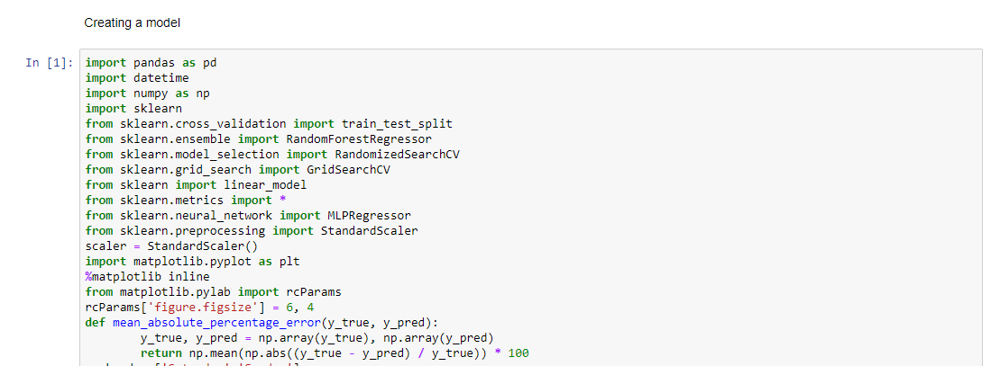 Creating a model
In [1]:
import pandas as pd
import datetime
import numpy as np
import sklearn
from sklearn.cross_validation import train_test_split
from sklearn.ensemble import RandomForestRegressor
from sklearn.model_selection import RandomizedSearchCV
from sklearn.grid_search import GridSearchCV
from sklearn import linear_model
from sklearn.metrics import *
from sklearn.neural_network import MLPRegressor
from sklearn.preprocessing import StandardScaler
scaler = StandardScaler()
import matplotlib.pyplot as plt
%matplotlib inline
from matplotlib.pylab import rcParams
rcParams['figure.figsize'] = 6, 4
def mean_absolute_percentage_error(y_true, y_pred):
        y_true, y_pred = np.array(y_true), np.array(y_pred)
        return np.mean(np.abs((y_true - y_pred) / y_true)) * 100